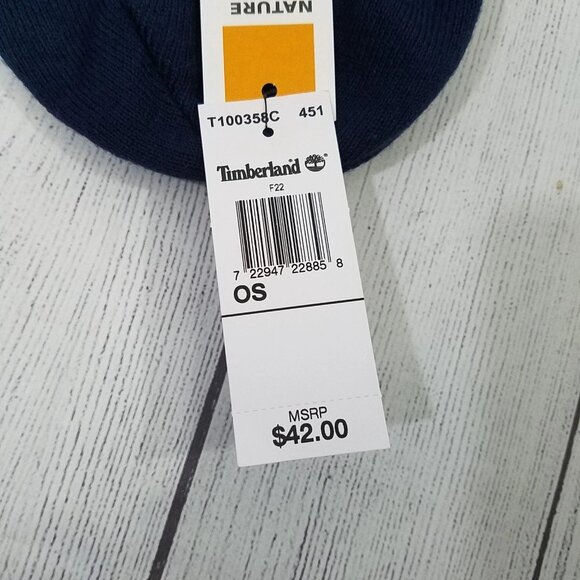 NATURE
T100358C 451
Timberland
F22
7 22947 22885 8
OS
MSRP
$42.00